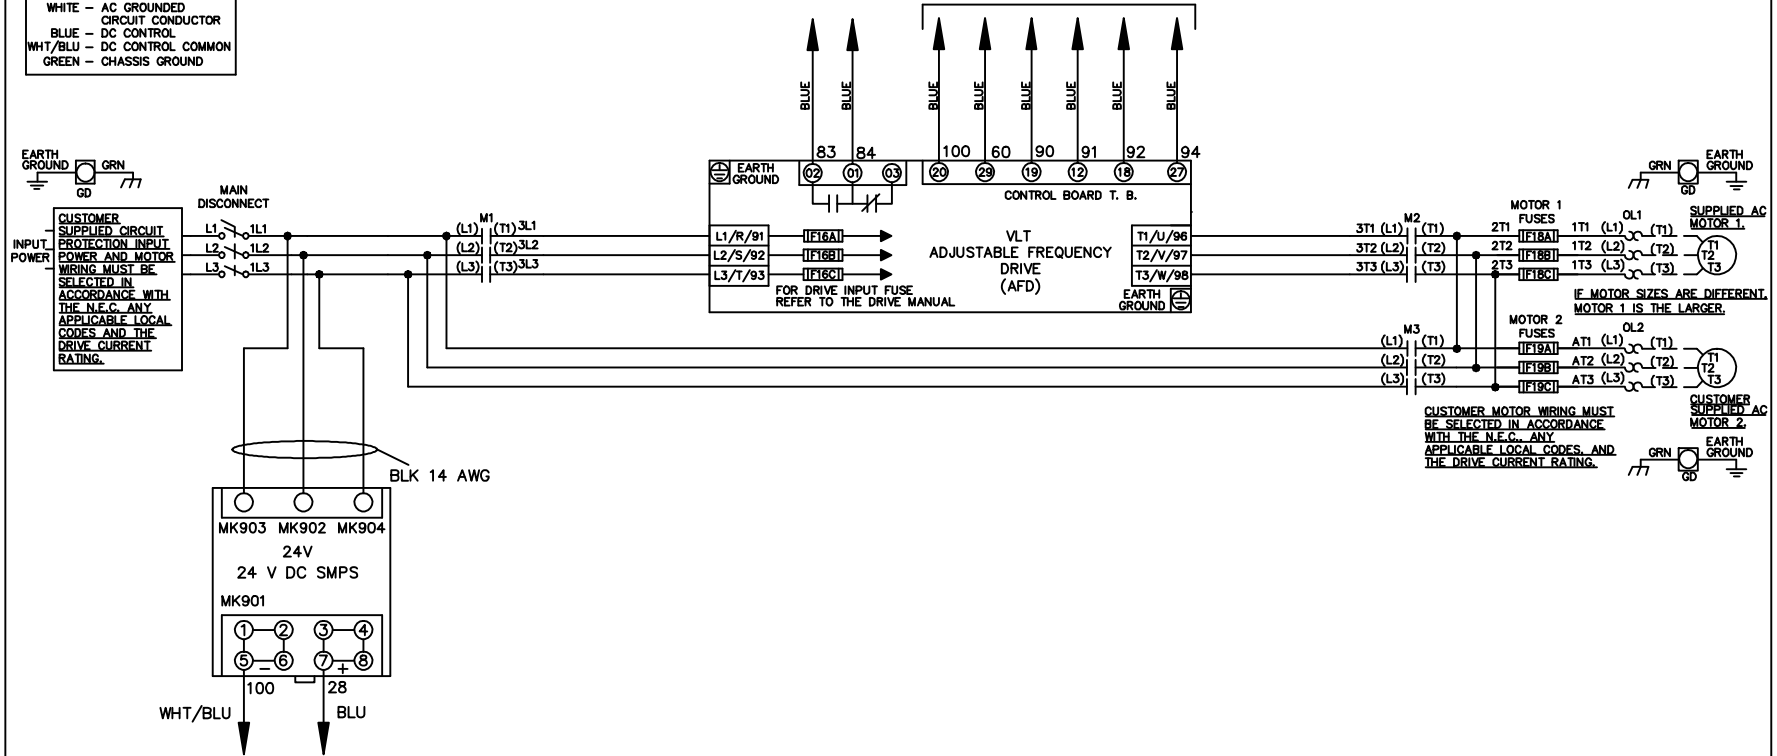 WHITE – AC GROUNDED
CIRCUIT CONDUCTOR
BLUE – DC CONTROL
WHT/BLU – DC CONTROL COMMON
GREEN – CHASSIS GROUND
BLUE
BLUE
BLUE
BLUE
BLUE
BLUE
BLUE
BLUE
83 84
100 60 90 91 92 94
EARTH
GROUND
GRN
GD
EARTH
GROUND
02 01 03
20 29 19 12 18 27
CONTROL BOARD T. B.
MAIN
DISCONNECT
INPUT
POWER
CUSTOMER
SUPPLIED CIRCUIT
PROTECTION INPUT
POWER AND MOTOR
WIRING MUST BE
SELECTED IN
ACCORDANCE WITH
THE N.E.C. ANY
APPLICABLE LOCAL
CODES AND THE
DRIVE CURRENT
RATING.
L1 1L1
L2 1L2
L3 1L3
M1
(L1) (T1) 3L1
(L2) (T2) 3L2
(L3) (T3) 3L3
L1/R/91 F16A
L2/S/92 F16B
L3/T/93 F16C
FOR DRIVE INPUT FUSE
REFER TO THE DRIVE MANUAL
VLT
ADJUSTABLE FREQUENCY
DRIVE
(AFD)
T1/U/96
T2/V/97
T3/W/98
EARTH
GROUND
M2
3T1 (L1) (T1)
3T2 (L2) (T2)
3T3 (L3) (T3)
MOTOR 1
FUSES
OL1
2T1 F18A 1T1 (L1) (T1)
2T2 F18B 1T2 (L2) (T2)
2T3 F18C 1T3 (L3) (T3)
GRN
GD
EARTH
GROUND
SUPPLIED AC
MOTOR 1.
T1
T2
T3
IF MOTOR SIZES ARE DIFFERENT,
MOTOR 1 IS THE LARGER.
M3
(L1) (T1)
(L2) (T2)
(L3) (T3)
MOTOR 2
FUSES
OL2
F19A AT1 (L1) (T1)
F19B AT2 (L2) (T2)
F19C AT3 (L3) (T3)
T1
T2
T3
CUSTOMER
SUPPLIED AC
MOTOR 2.
CUSTOMER MOTOR WIRING MUST
BE SELECTED IN ACCORDANCE
WITH THE N.E.C., ANY
APPLICABLE LOCAL CODES, AND
THE DRIVE CURRENT RATING.
GRN
GD
EARTH
GROUND
BLK 14 AWG
MK903 MK902 MK904
24V
24 V DC SMPS
MK901
1 2 3 4
5 6 7 8
– +
100 28
WHT/BLU BLU